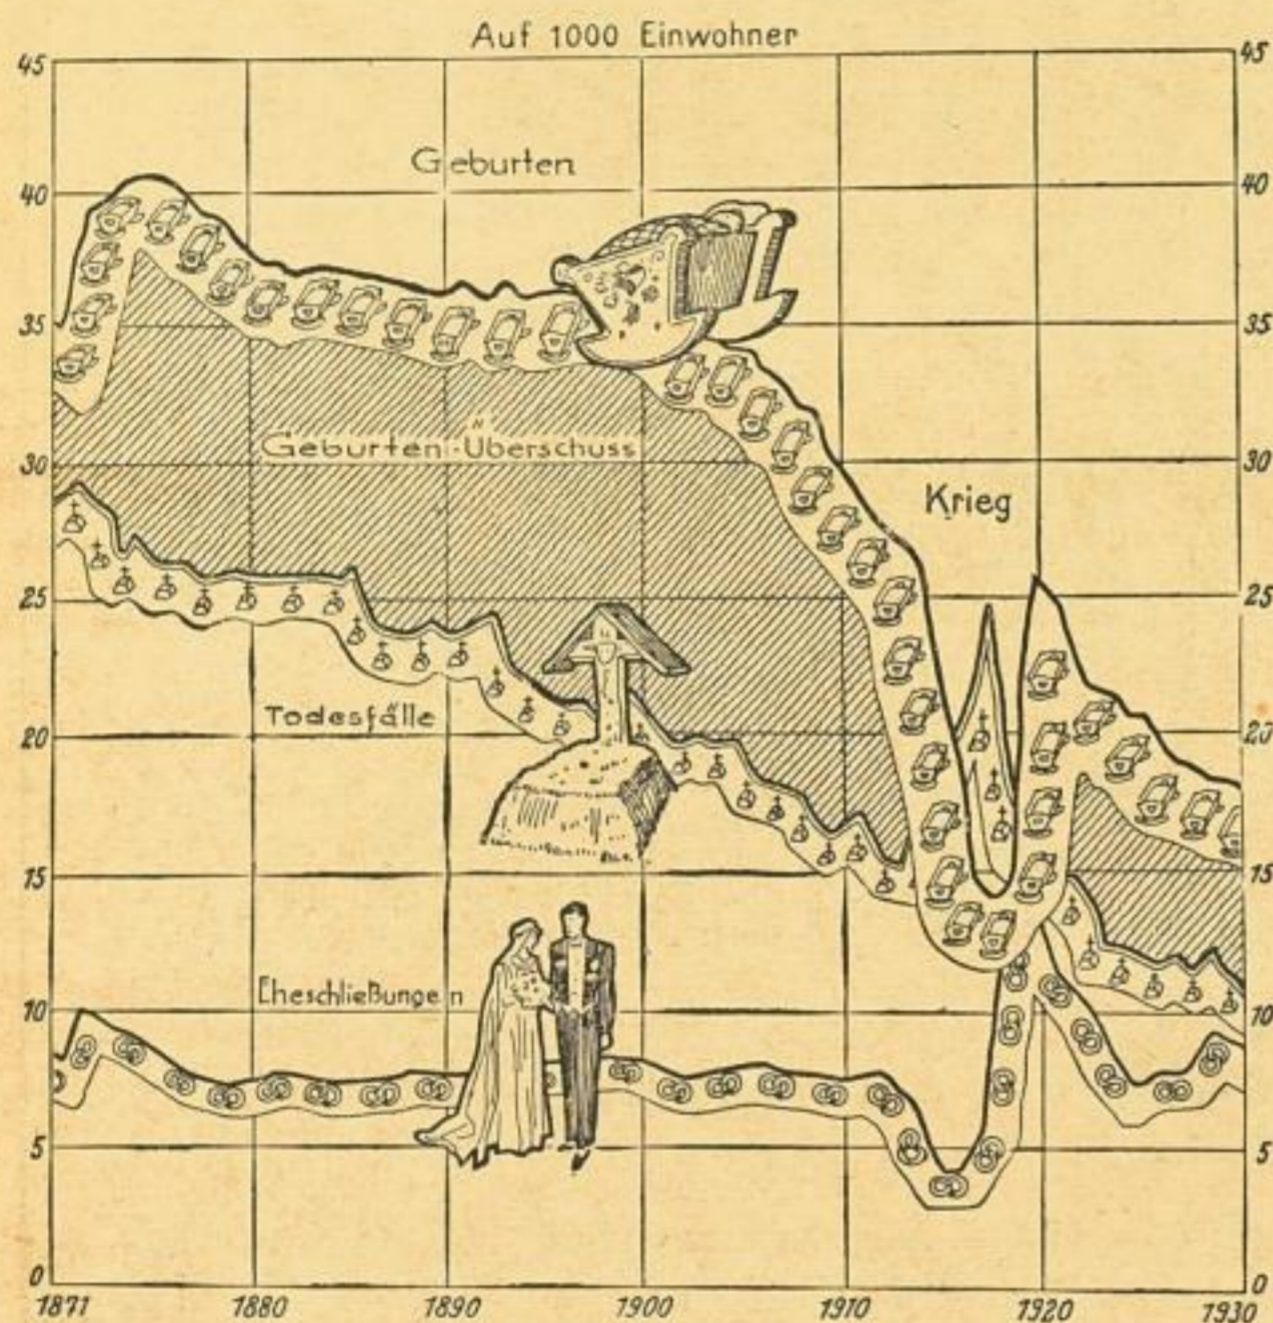 Auf 1000 Einwohner
45 45
Geburten
40 40
35 35
Geburten-Überschuss
30 30
Krieg
25 25
Todesfälle
20 20
15 15
Eheschließungen
10 10
5 5
0 0
1871 1880 1890 1900 1910 1920 1930